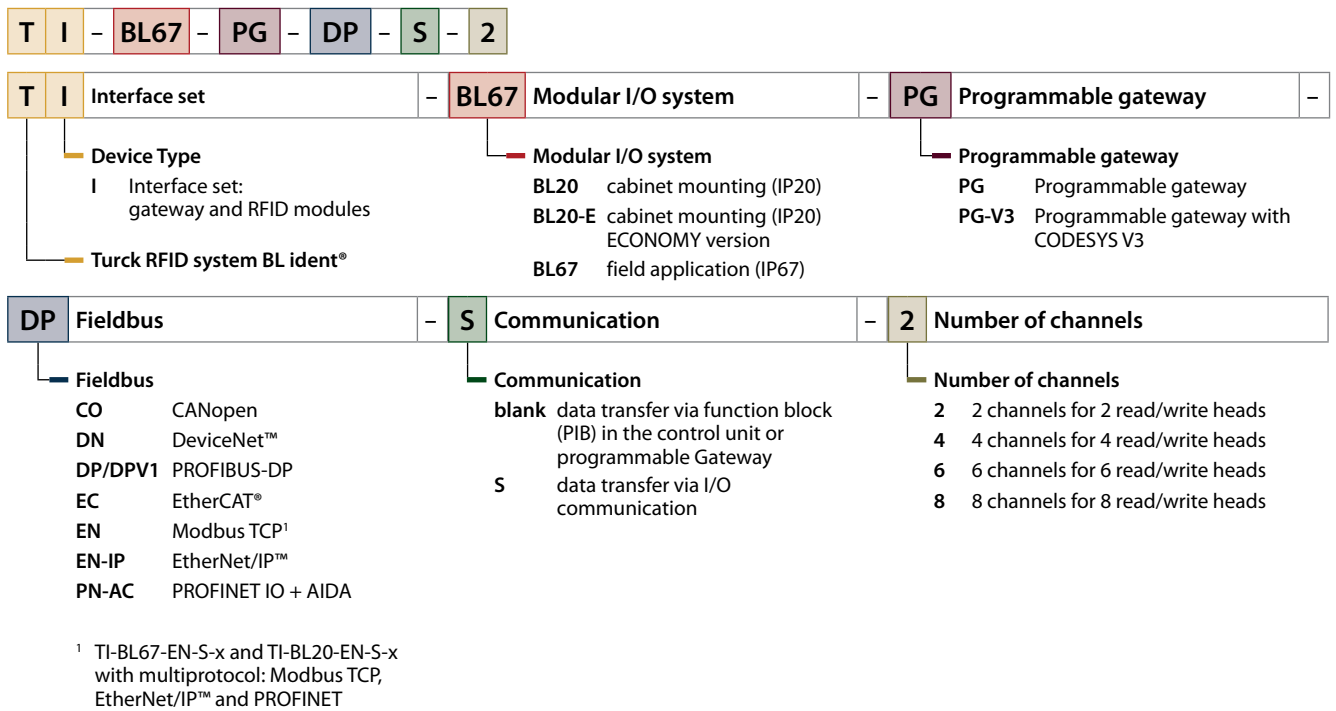 T I – BL67 – PG – DP – S – 2
T I Interface set – BL67 Modular I/O system – PG Programmable gateway –
Device Type
I Interface set:
gateway and RFID modules
Turck RFID system BL ident®
Modular I/O system
BL20 cabinet mounting (IP20)
BL20-E cabinet mounting (IP20)
ECONOMY version
BL67 field application (IP67)
Programmable gateway
PG Programmable gateway
PG-V3 Programmable gateway with
CODESYS V3
DP Fieldbus – S Communication – 2 Number of channels
Fieldbus
CO CANopen
DN DeviceNet™
DP/DPV1 PROFIBUS-DP
EC EtherCAT®
EN Modbus TCP¹
EN-IP EtherNet/IP™
PN-AC PROFINET IO + AIDA
¹ TI-BL67-EN-S-x and TI-BL20-EN-S-x
with multiprotocol: Modbus TCP,
EtherNet/IP™ and PROFINET
Communication
blank data transfer via function block
(PIB) in the control unit or
programmable Gateway
S data transfer via I/O
communication
Number of channels
2 2 channels for 2 read/write heads
4 4 channels for 4 read/write heads
6 6 channels for 6 read/write heads
8 8 channels for 8 read/write heads